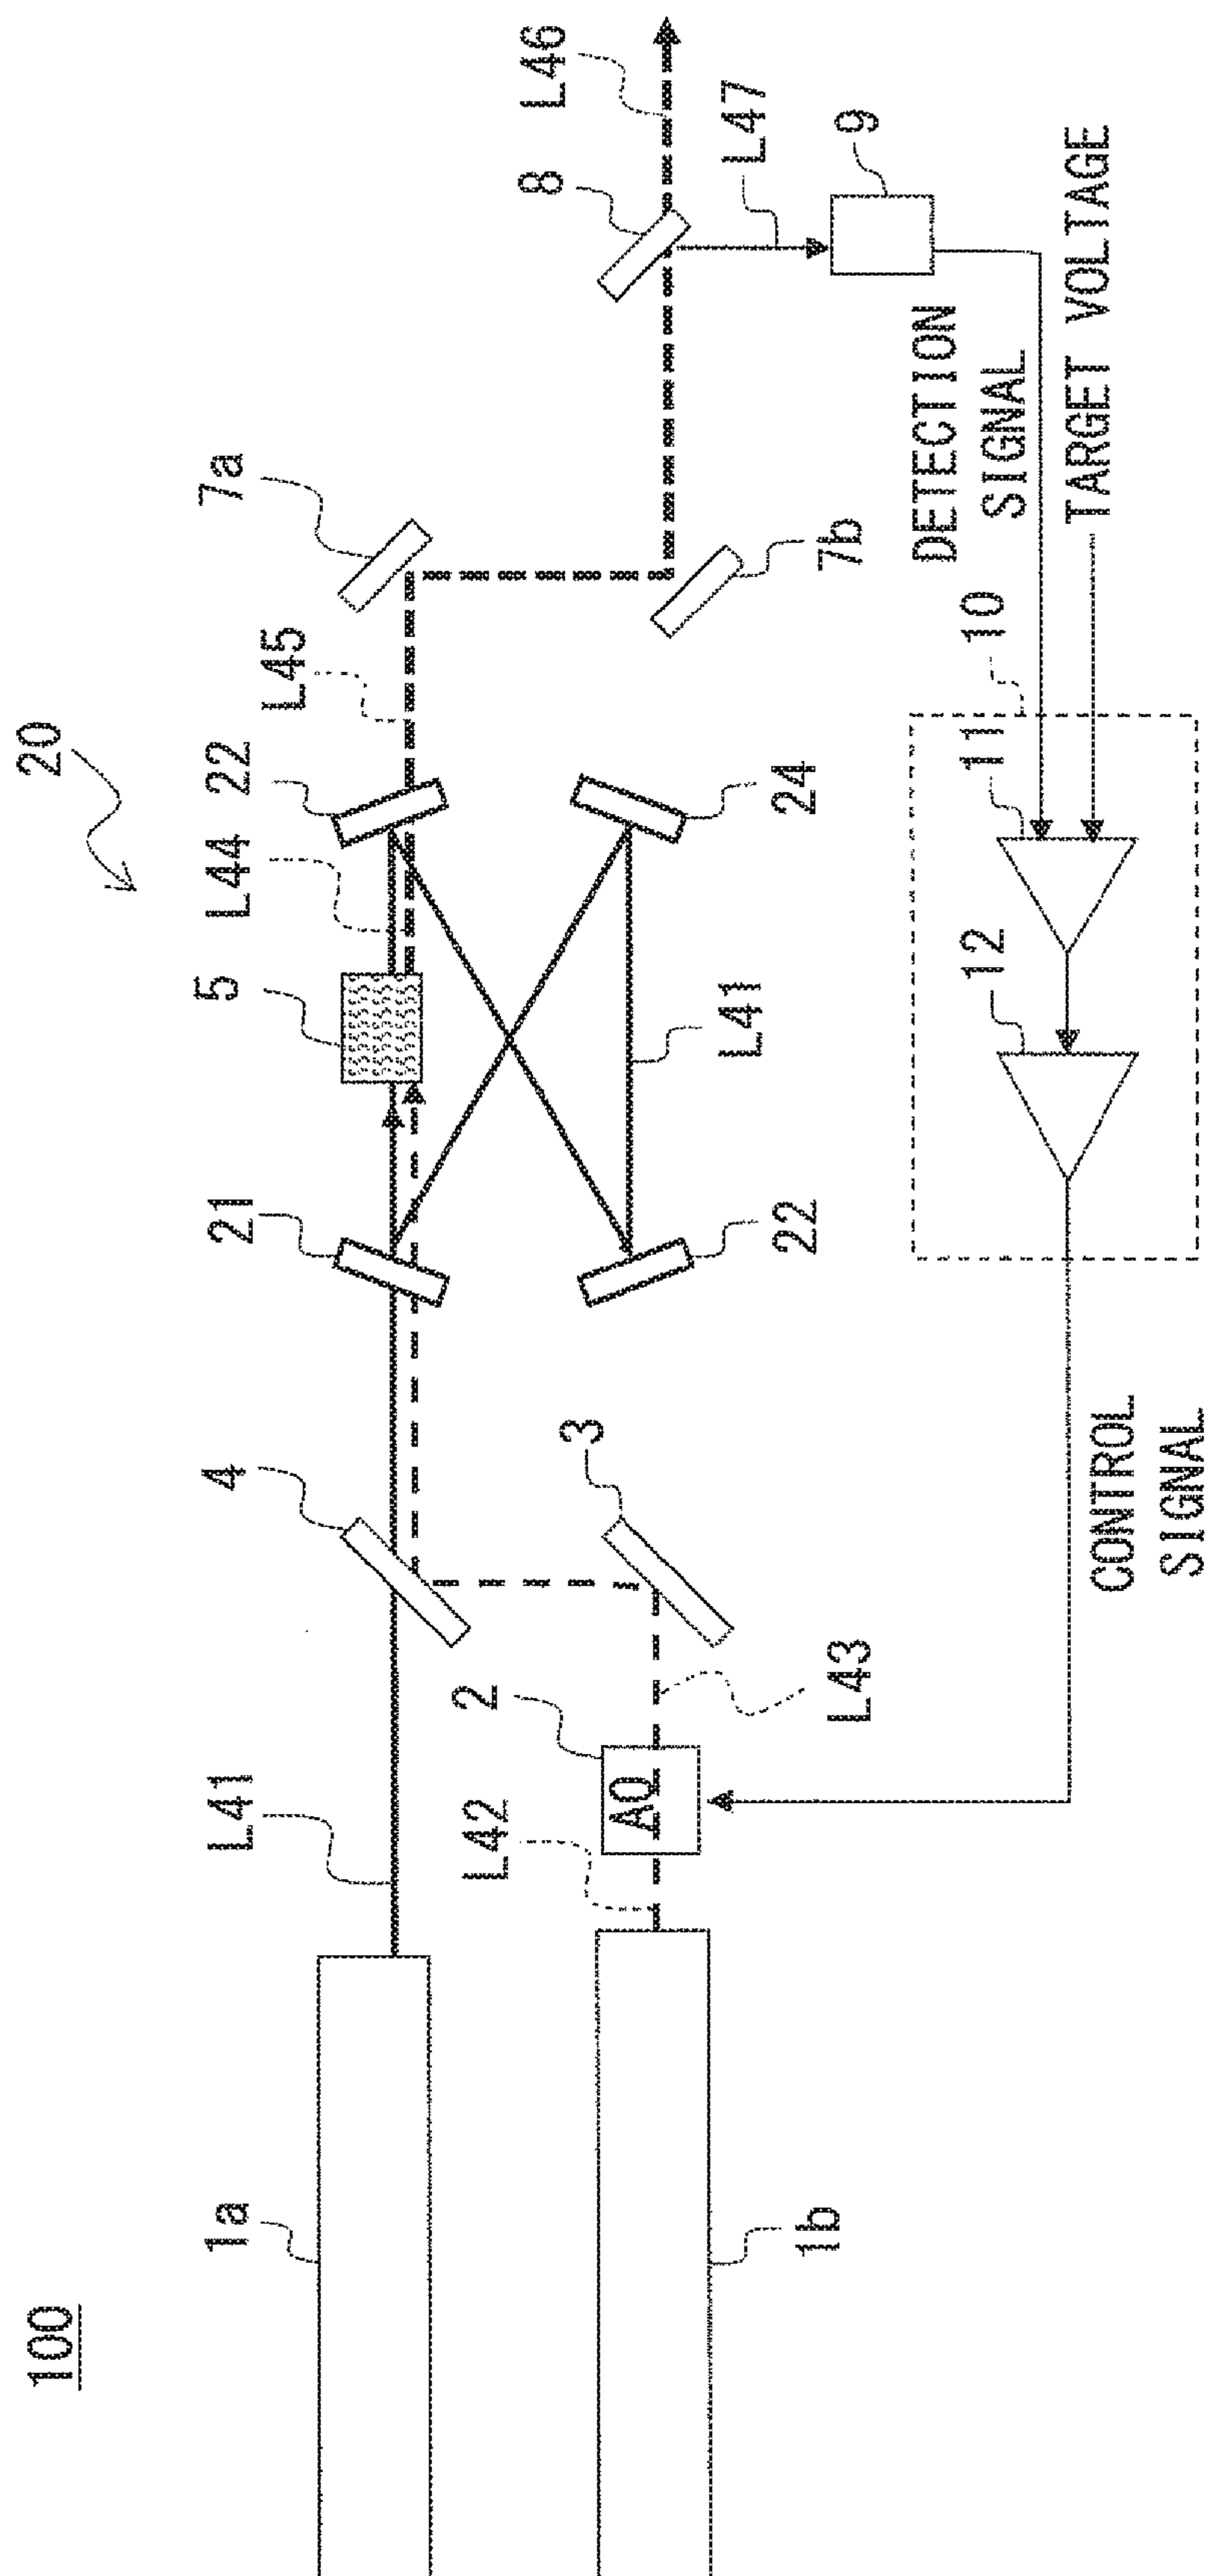 100
20
1a
L41
4
21
5
L44
22
L45
7a
8
L46
L42
2
3
L47
9
AO
1b
L43
22
L41
24
7b
DETECTION
SIGNAL
TARGET VOLTAGE
10
11
12
CONTROL
SIGNAL